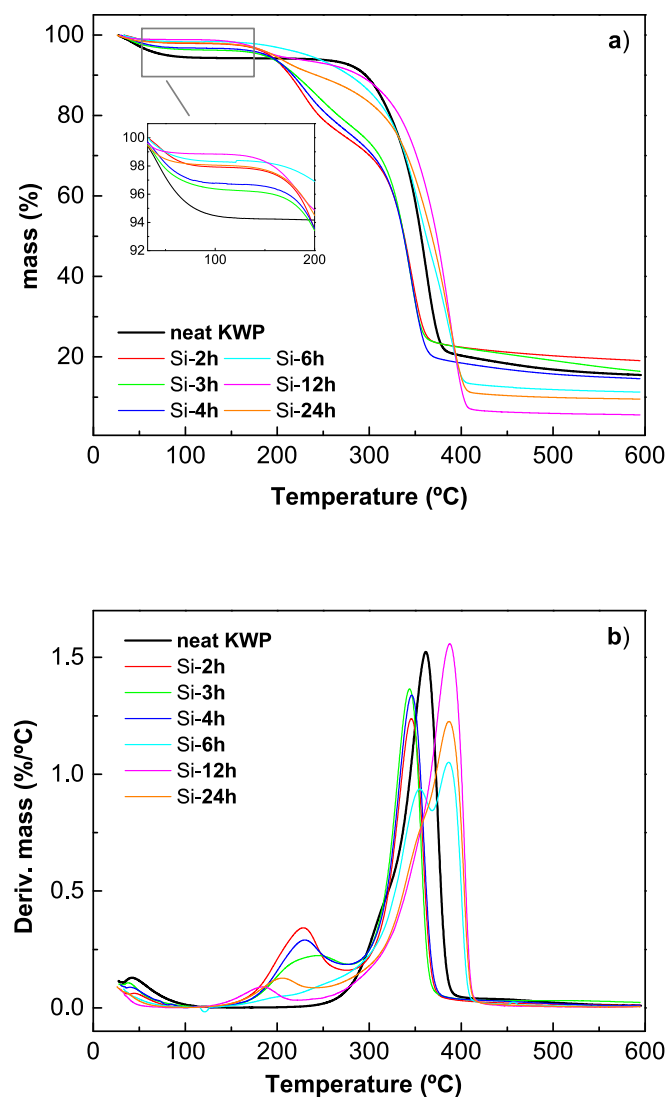 a)
100
80
60
40
20
mass (%)
100
98
96
94
92
100
200
neat KWP
Si-2h Si-6h
Si-3h Si-12h
Si-4h Si-24h
0 100 200 300 400 500 600
Temperature (ºC)
b)
1.5
1.0
0.5
0.0
Deriv. mass (%/ºC)
neat KWP
Si-2h
Si-3h
Si-4h
Si-6h
Si-12h
Si-24h
0 100 200 300 400 500 600
Temperature (ºC)